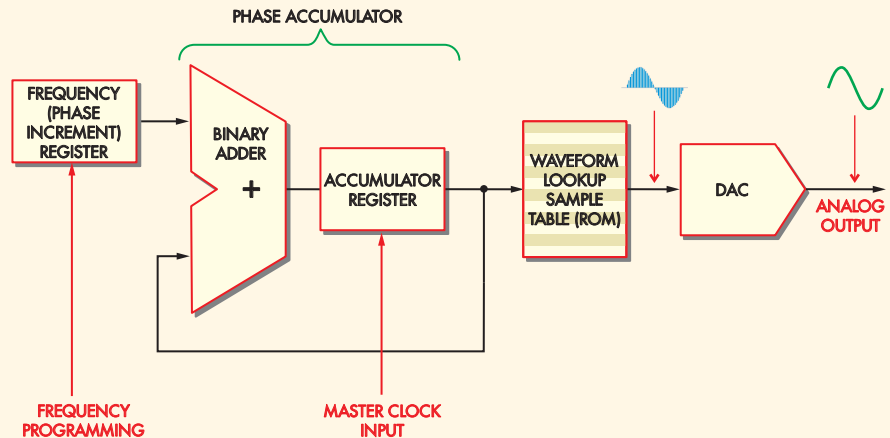 PHASE ACCUMULATOR
FREQUENCY
(PHASE
INCREMENT)
REGISTER
BINARY
ADDER
+
ACCUMULATOR
REGISTER
WAVEFORM
LOOKUP
SAMPLE
TABLE (ROM)
DAC
ANALOG
OUTPUT
FREQUENCY
PROGRAMMING
MASTER CLOCK
INPUT